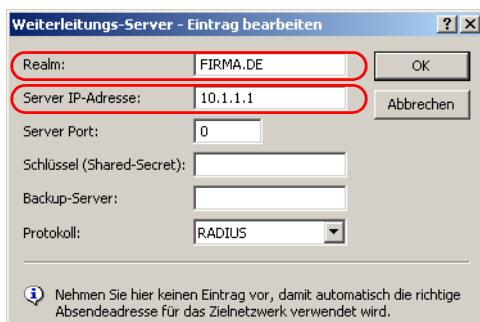 Weiterleitungs-Server - Eintrag bearbeiten
Realm: FIRMA.DE OK
Server IP-Adresse: 10.1.1.1 Abbrechen
Server Port: 0
Schlüssel (Shared-Secret):
Backup-Server:
Protokoll: RADIUS
Nehmen Sie hier keinen Eintrag vor, damit automatisch die richtige
Absendeadresse für das Zielnetzwerk verwendet wird.